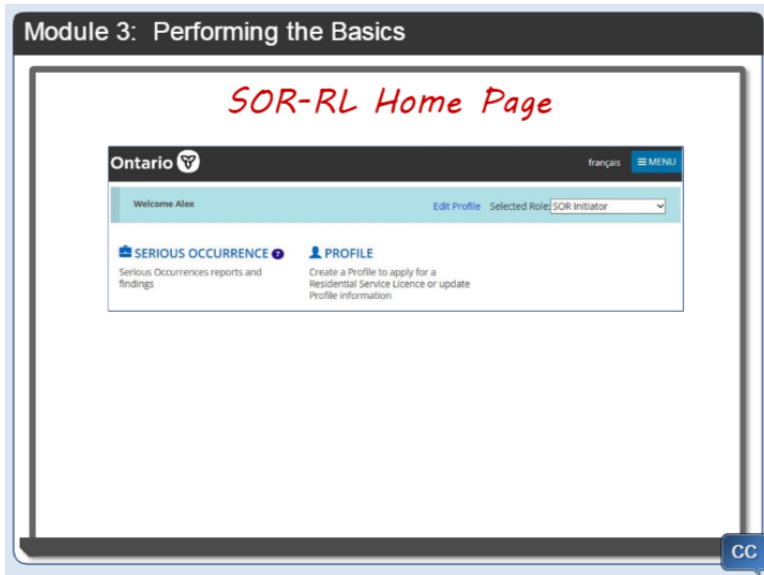 Module 3: Performing the Basics
SOR-RL Home Page
Ontario
français
MENU
Welcome Alex
Edit Profile
Selected Role:
SOR Initiator
SERIOUS OCCURRENCE 7
Serious Occurrences reports and
findings
PROFILE
Create a Profile to apply for a
Residential Service Licence or update
Profile information
CC